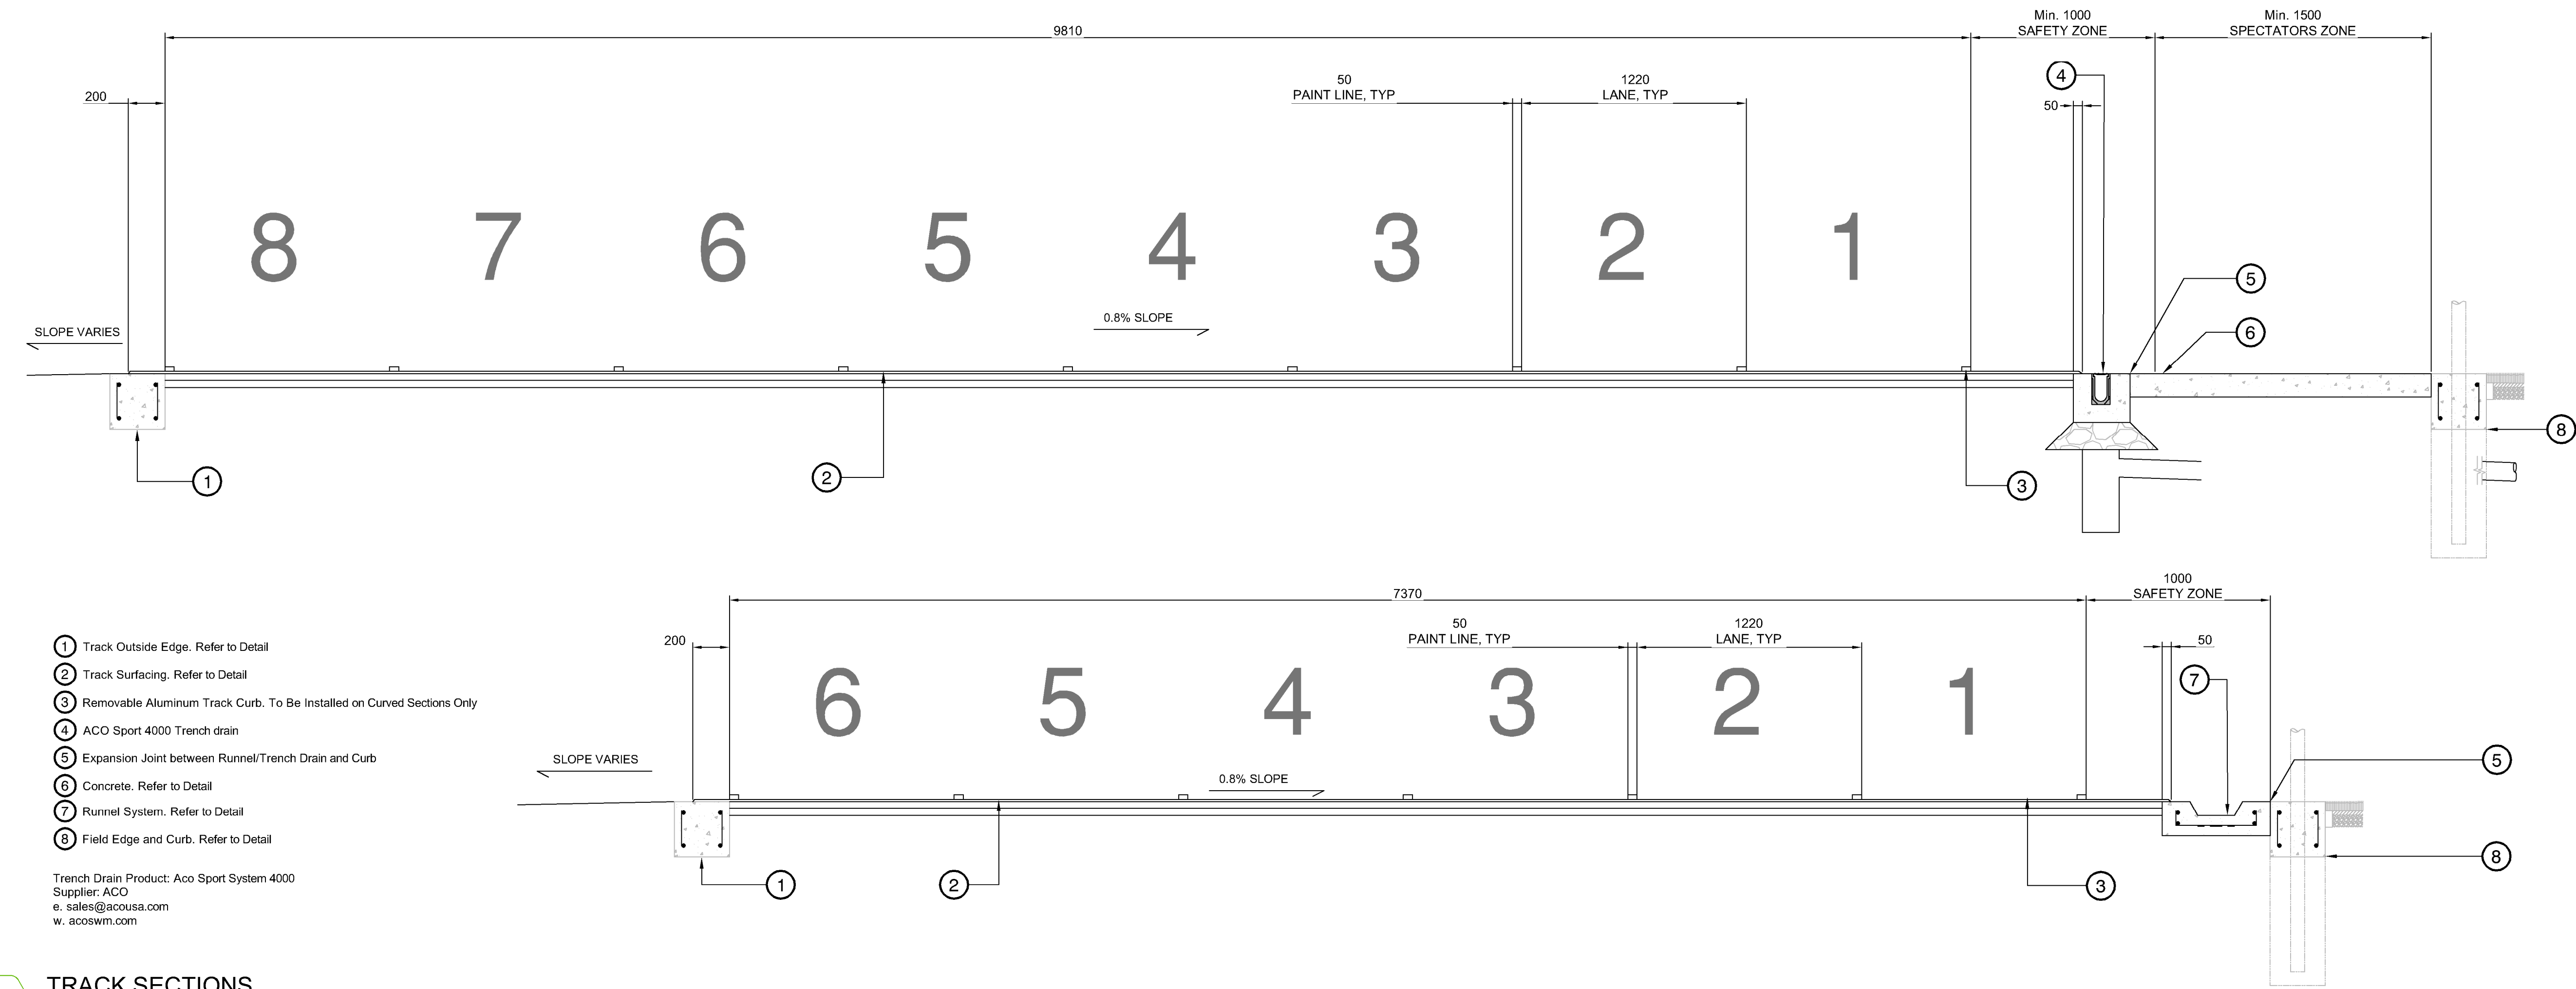 Min. 1000
SAFETY ZONE
Min. 1500
SPECTATORS ZONE
9810
200
50
PAINT LINE, TYP
1220
LANE, TYP
4
50
8 7 6 5 4 3 2 1
5
SLOPE VARIES
0.8% SLOPE
6
8
1
2
3
7370
1000
SAFETY ZONE
200
50
PAINT LINE, TYP
1220
LANE, TYP
50
6 5 4 3 2 1
7
SLOPE VARIES
0.8% SLOPE
5
8
1
2
3
1 Track Outside Edge. Refer to Detail
2 Track Surfacing. Refer to Detail
3 Removable Aluminum Track Curb. To Be Installed on Curved Sections Only
4 ACO Sport 4000 Trench drain
5 Expansion Joint between Runnel/Trench Drain and Curb
6 Concrete. Refer to Detail
7 Runnel System. Refer to Detail
8 Field Edge and Curb. Refer to Detail
Trench Drain Product: Aco Sport System 4000
Supplier: ACO
e. sales@acousa.com
w. acoswm.com
TRACK SECTIONS